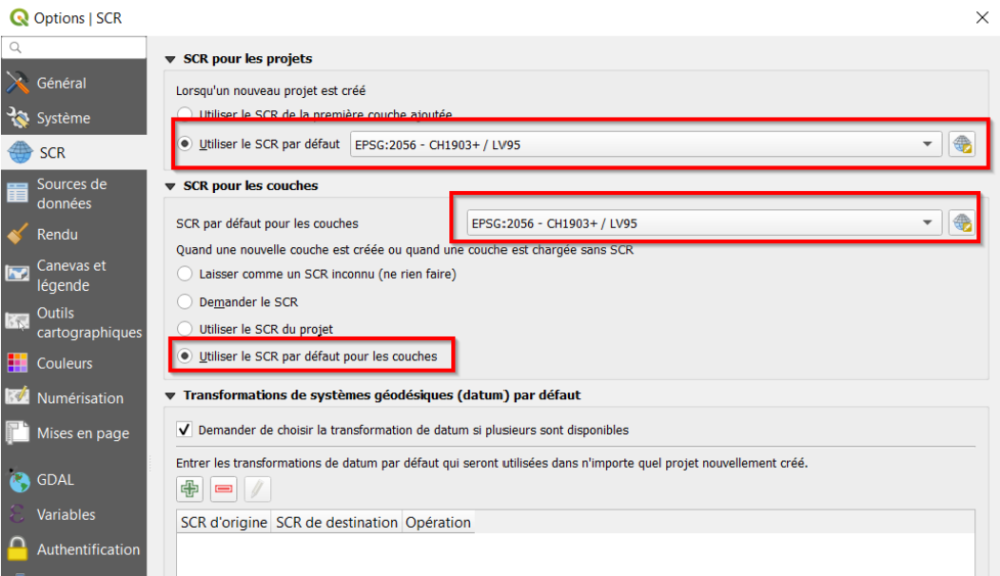 Options | SCR
Général
Système
SCR
Sources de
données
Rendu
Canevas et
légende
Outils
cartographiques
Couleurs
Numérisation
Mises en page
GDAL
Variables
Authentification
SCR pour les projets
Lorsqu'un nouveau projet est créé
Utiliser le SCR de la première couche ajoutée
Utiliser le SCR par défaut EPSG:2056 - CH1903+ / LV95
SCR pour les couches
SCR par défaut pour les couches EPSG:2056 - CH1903+ / LV95
Quand une nouvelle couche est créée ou quand une couche est chargée sans SCR
Laisser comme un SCR inconnu (ne rien faire)
Demander le SCR
Utiliser le SCR du projet
Utiliser le SCR par défaut pour les couches
Transformations de systèmes géodésiques (datum) par défaut
Demander de choisir la transformation de datum si plusieurs sont disponibles
Entrer les transformations de datum par défaut qui seront utilisées dans n'importe quel projet nouvellement créé.
SCR d'origine SCR de destination Opération